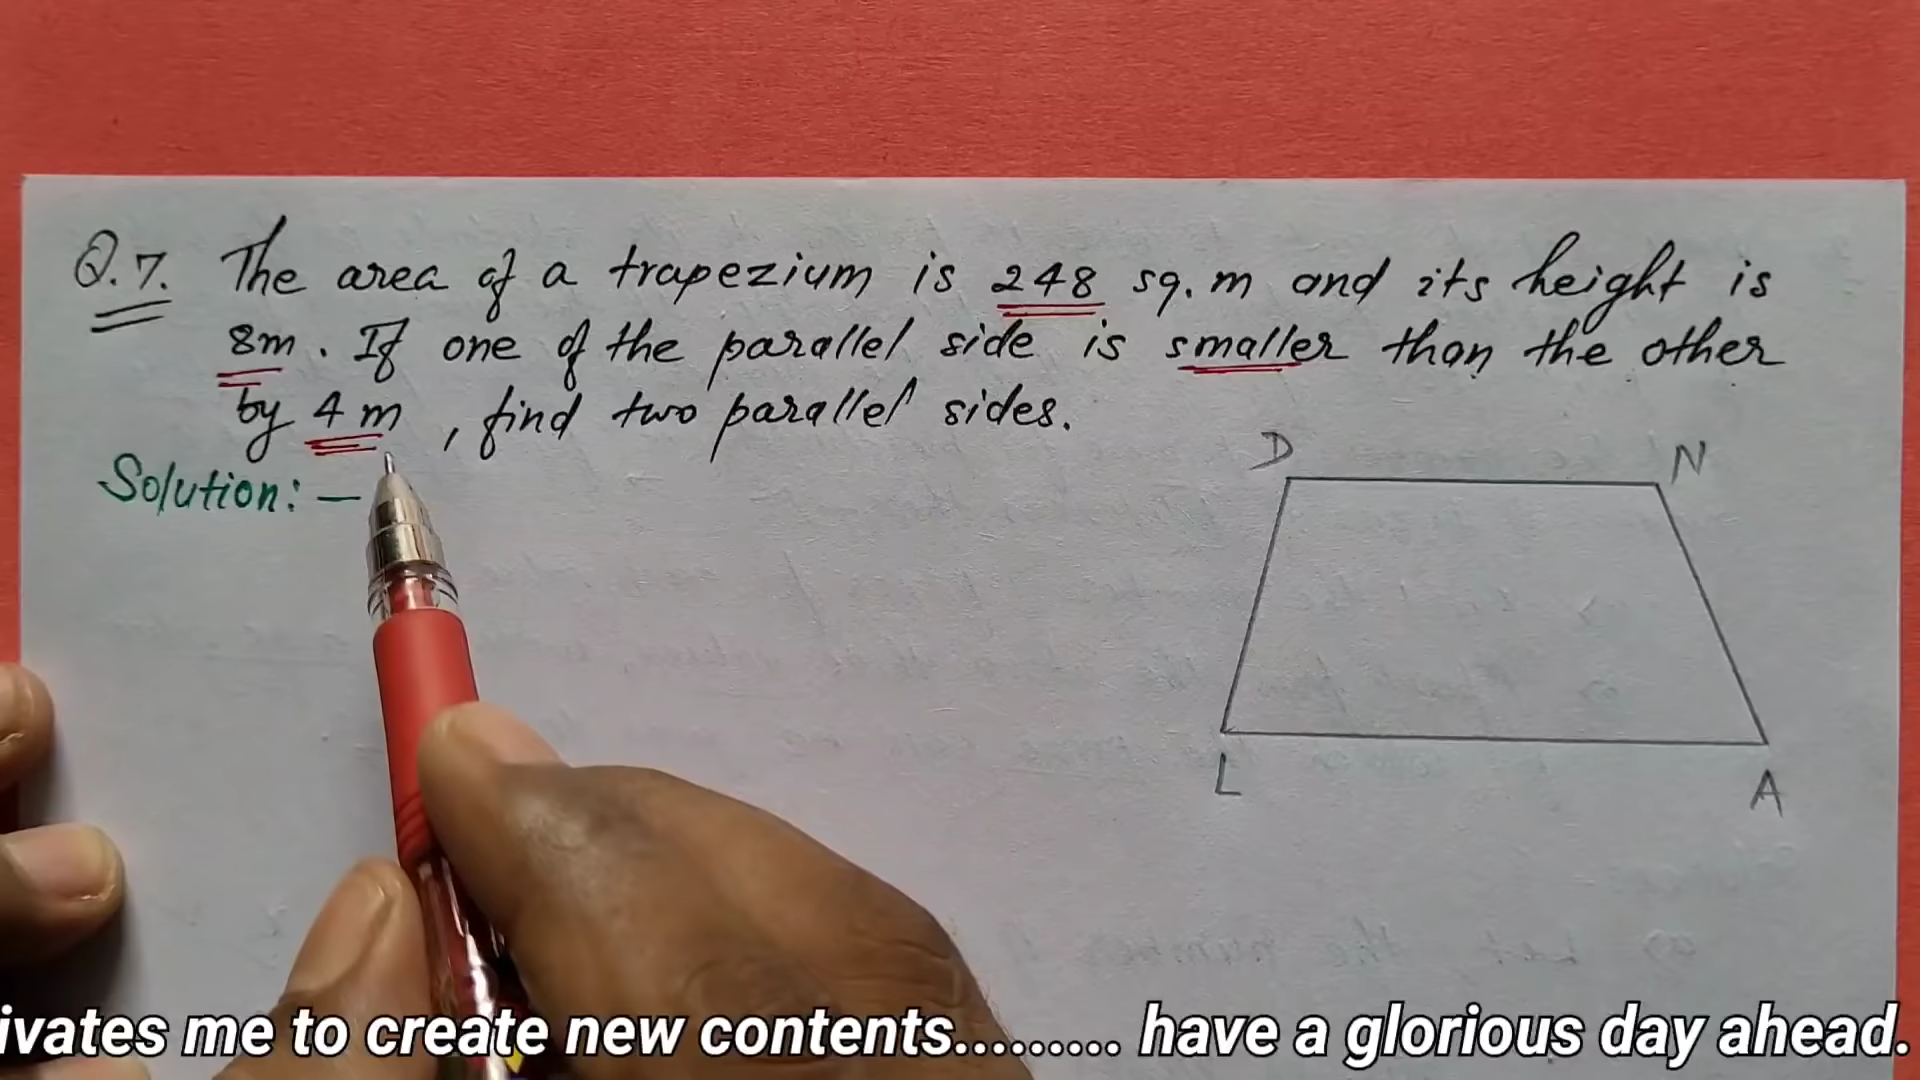 Q.7. The area of a trapezium is 248 sq. m and its height is
8m. If one of the parallel side is smaller than the other
by 4 m, find two parallel sides.
Solution: -
D
N
L
A
ivates me to create new contents......... have a glorious day ahead.